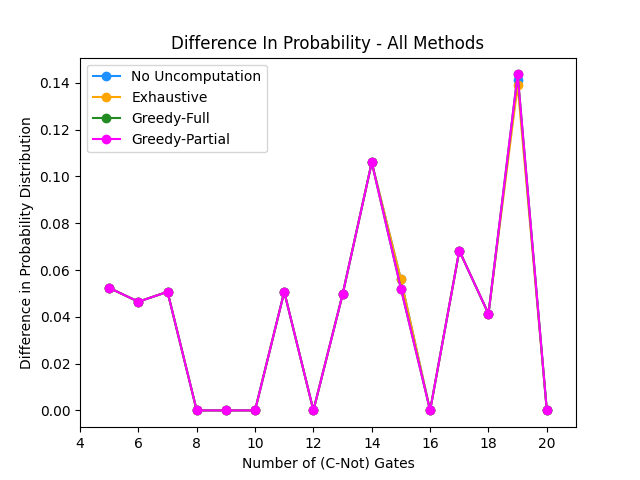 Difference In Probability - All Methods
No Uncomputation
Exhaustive
Greedy-Full
Greedy-Partial
Difference in Probability Distribution
0.14
0.12
0.10
0.08
0.06
0.04
0.02
0.00
4 6 8 10 12 14 16 18 20
Number of (C-Not) Gates